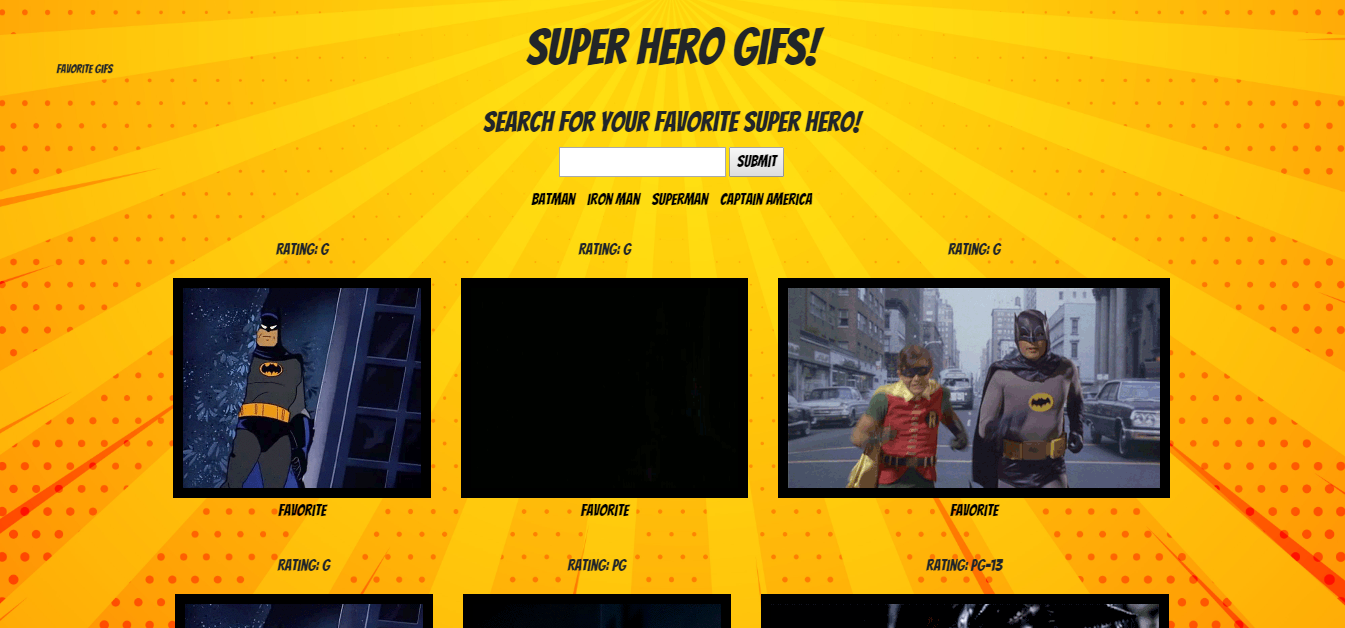 SUPER HERO GIFS!
FAVORITE GIFS
SEARCH FOR YOUR FAVORITE SUPER HERO!
SUBMIT
BATMAN IRON MAN SUPERMAN CAPTAIN AMERICA
RATING: G RATING: G RATING: G
R
FAVORITE FAVORITE FAVORITE
RATING: G RATING: PG RATING: PG-13